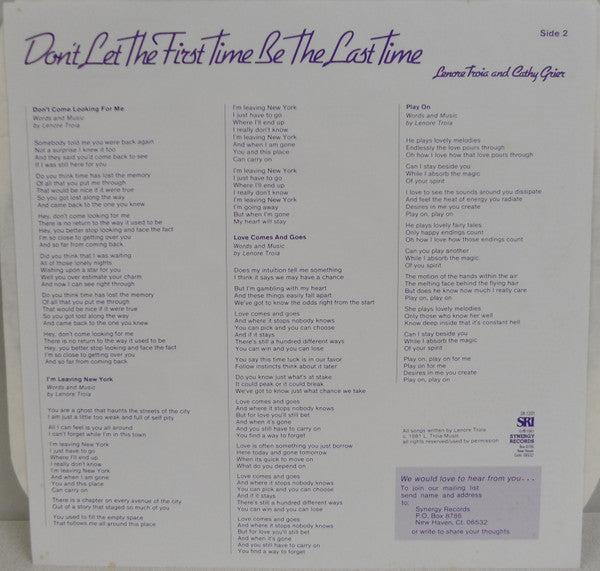 Side 2
Don't Let The First Time Be The Last Time
Lenore Troia and Cathy Grier
Don't Come Looking For Me
Words and Music
by Lenore Troia
Somebody told me you were back again
Not a surprise I knew it too
And they said you'd come back to see
If I was still here for you
Do you think time has lost the memory
Of all that you put me through
That would be nice if it were true
So you got lost along the way
And came back to the one you knew
Hey, don't come looking for me
There is no return to the way it used to be
Hey, you better stop looking and face the fact
I'm so close to getting over you
And so far from coming back
Did you think that I was waiting
All of those lonely nights
Wishing upon a star for you
Well you over estimate your charm
And now I can see right through
Do you think time has lost the memory
Of all that you put me through
That would be nice if it were true
So you got lost along the way
And came back to the one you knew
Hey, don't come looking for me
There is no return to the way it used to be
Hey, you better stop looking and face the fact
I'm so close to getting over you
And so far from coming back
I'm Leaving New York
Words and Music
by Lenore Troia
You are a ghost that haunts the streets of the city
I am just a little too weak and full of self pity
All I can feel is you all around
I can't forget while I'm in this town
I'm leaving New York
I just have to go
Where I'll end up
I really don't know
I'm leaving New York
And when I am gone
You and this place
Can carry on
There is a chapter on every avenue of the city
Out of a story that staged so much of you
You used to fill the empty space
That follows me all around this place
I'm leaving New York
I just have to go
Where I'll end up
I really don't know
I'm leaving New York
And when I am gone
You and this place
Can carry on
I'm leaving New York
I just have to go
Where I'll end up
I really don't know
I'm leaving New York
I'm going away
But when I'm gone
My heart will stay
Love Comes And Goes
Words and Music
by Lenore Troia
Does my intuition tell me something
I think it says we may have a chance
But I'm gambling with my heart
And these things easily fall apart
We've got to know the odds right from the start
Love comes and goes
And where it stops nobody knows
You can pick and you can choose
And if it stays
There's still a hundred different ways
You can win and you can lose
You say this time luck is in our favor
Follow instincts think about it later
Do you know just what's at stake
It could peak or it could break
We've got to know just what chance we take
Love comes and goes
And where it stops nobody knows
But for love you'll still bet
And when it's gone
And you still have to carry on
You find a way to forget
Love is often something you just borrow
Here today and gone tomorrow
When its quick to move on
What do you depend on
Love comes and goes
And where it stops nobody knows
You can pick and you can choose
And if it stays
There's still a hundred different ways
You can win and you can lose
Love comes and goes
And where it stops nobody knows
But for love you'll still bet
And when it's gone
And you still have to carry on
You find a way to forget
Play On
Words and Music
by Lenore Troia
He plays lovely melodies
Endlessly the love pours through
Oh how I love how that love pours through
Can I stay beside you
While I absorb the magic
Of your spirit
I love to see the sounds around you dissipate
And feel the heat of energy you radiate
Desires in me you create
Play on, play on
He plays lovely fairy tales
Only happy endings count
Oh how I love how those endings count
Can you play another
While I absorb the magic
Of you spirit
The motion of the hands within the air
The melting face behind the flying hair
But does he know how much I really care
Play on, play on
She plays lovely melodies
Only those who know her well
Know deep inside that it's constant hell
Can I stay beside you
While I absorb the magic
Of you spirit
Play on, play on for me
Play on for me
Desires in me you create
Play on, play on
All songs written by Lenore Troia
c. 1981 L. Troia Music
all rights reserved/used by permission
SRI
SYNERGY
RECORDS
We would love to hear from you...
To join our mailing list
send name and address
to:
Synergy Records
P.O. Box 8786
New Haven, Ct. 06532
or write to share your thoughts.